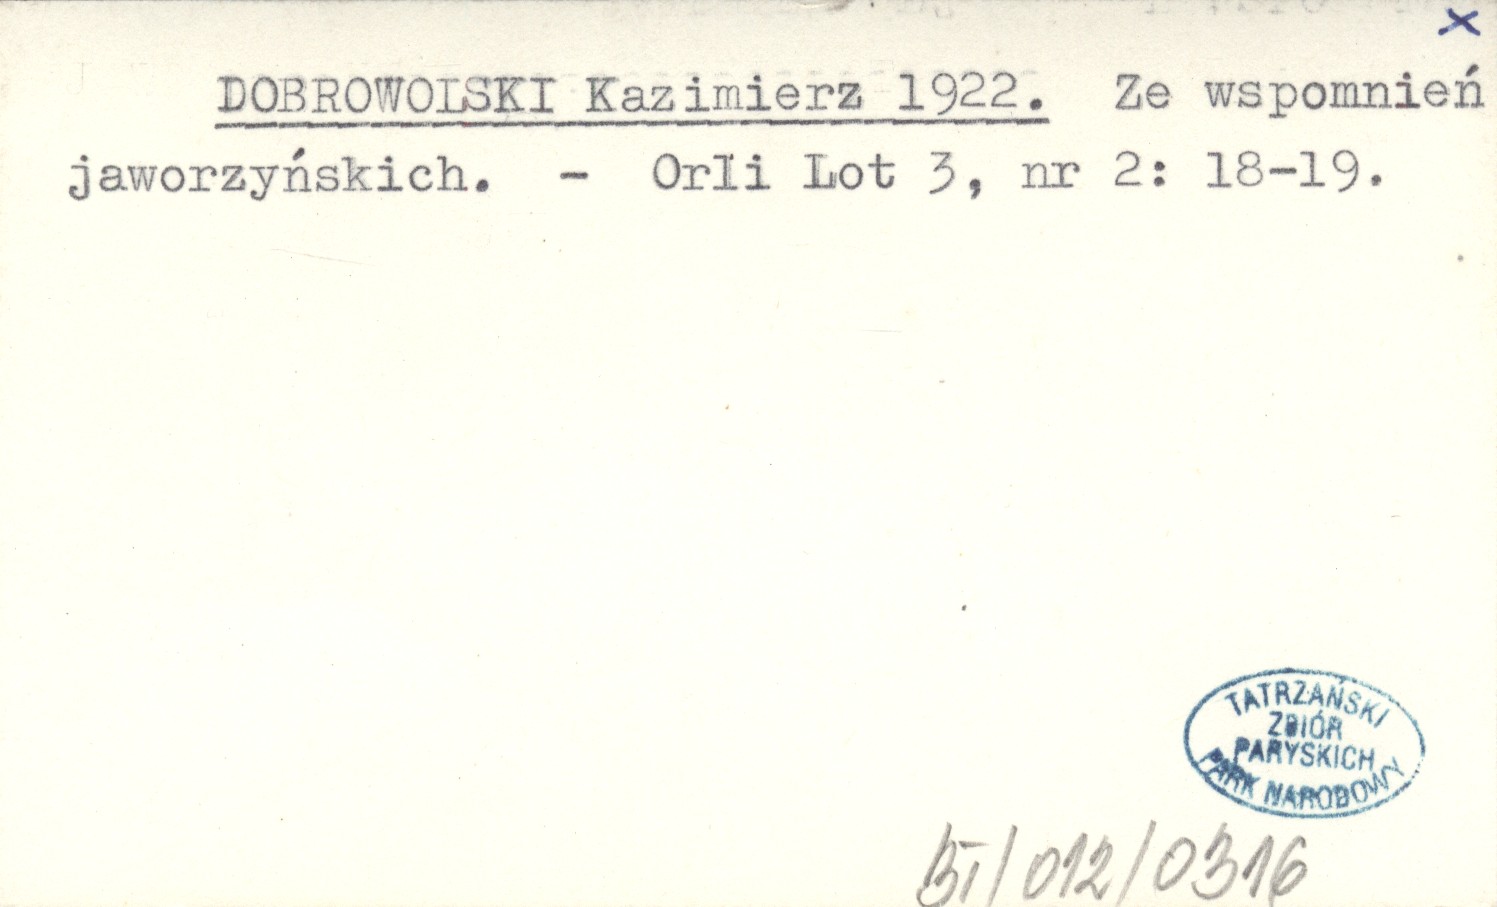 x
DOBROWOLSKI Kazimierz 1922. Ze wspomnień
jaworzyńskich. - Orli Lot 3, nr 2: 18-19.
TATRZAŃSKI
ZBIÓR
PARYSKICH
PARK NARODOWY
BI/012/0316